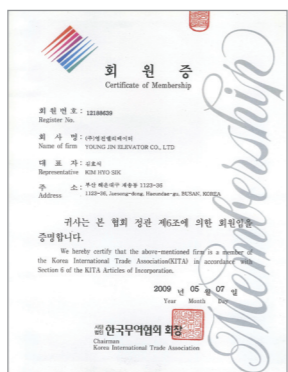 회 원 증
Certificate of Membership
회 원 번 호 : 12188629
Register No.
회 사 명 : (주)영진엘리베이터
Name of firm YOUNG JIN ELEVATOR CO., LTD
대 표 자 : 김효식
Representative KIM HYO SIK
주 소 : 부산 해운대구 재송동 1123-36
Address 1123-36, Jaesong-dong, Haeundae-gu, BUSAN, KOREA
귀사는 본 협회 정관 제6조에 의한 회원임을
증명합니다.
We hereby certify that the above-mentioned firm is a member of
the Korea International Trade Association(KITA) in accordance with
Section 6 of the KITA Articles of Incorporation.
2009 년 05 월 07 일
Year Month Day
사단법인 한국무역협회 회장
Chairman
Korea International Trade Association
Membership